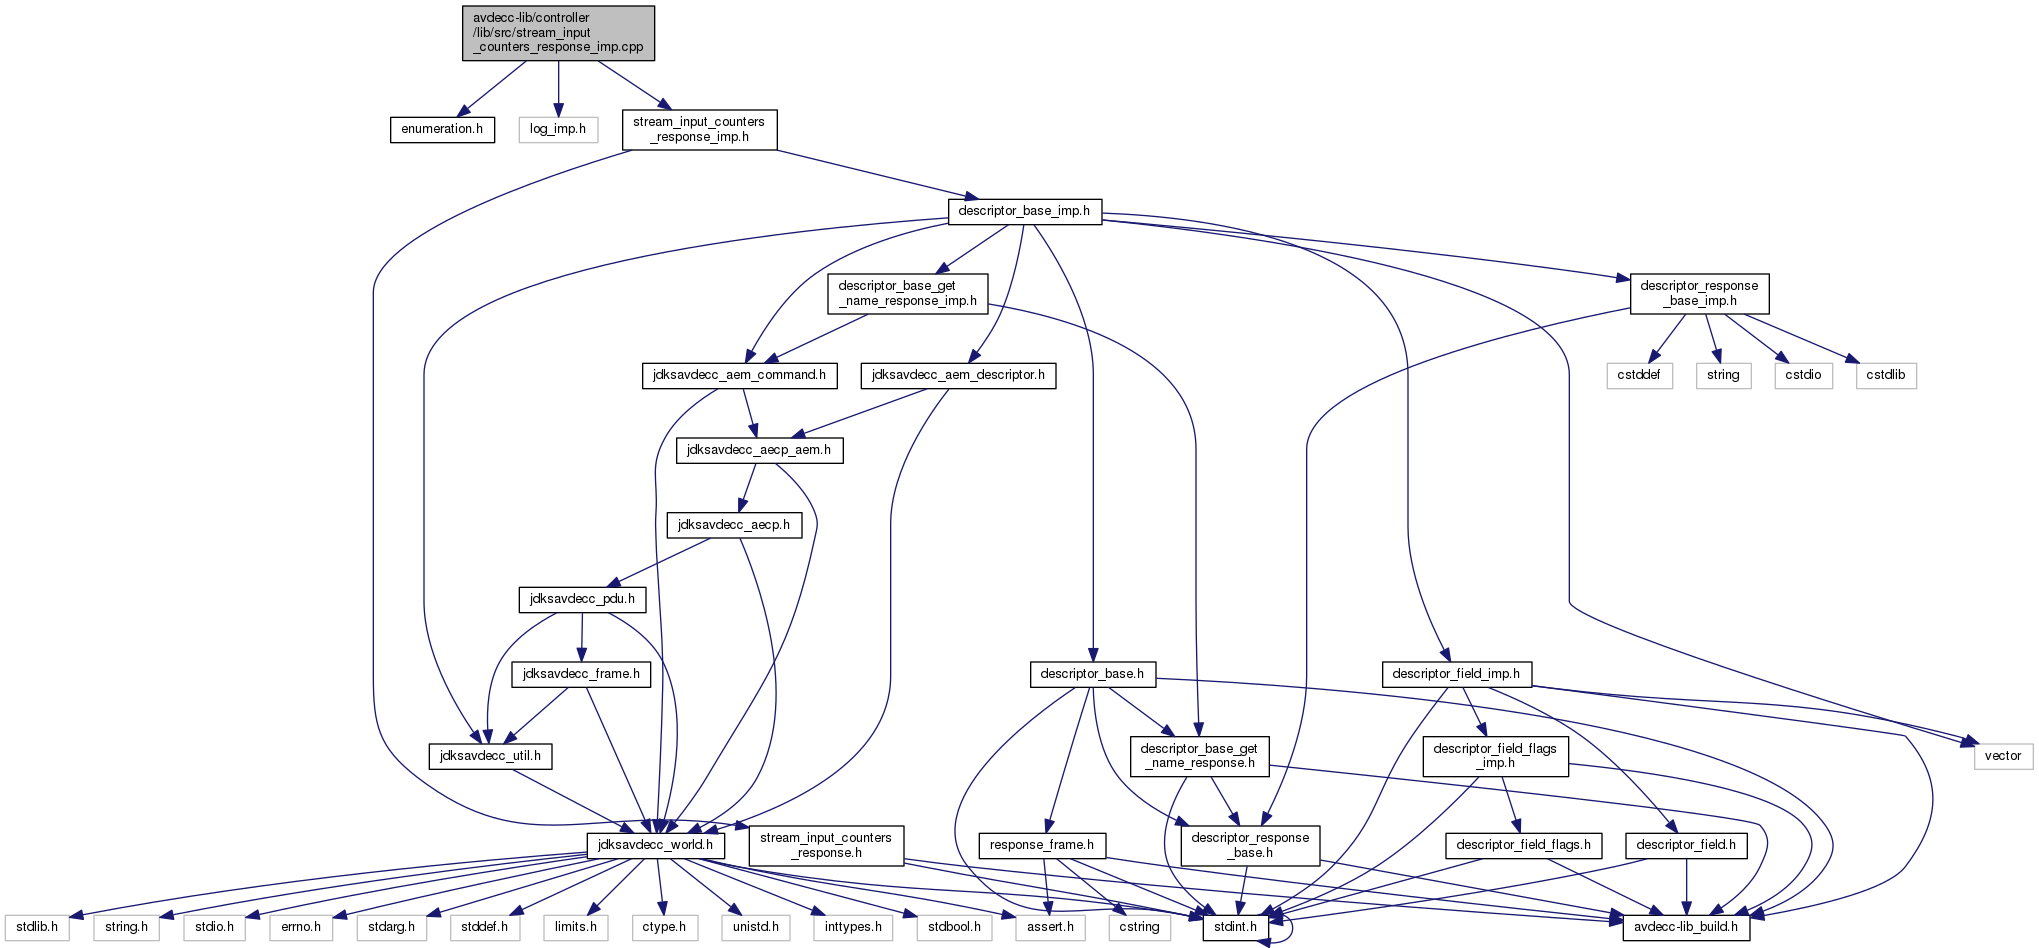 avdecc-lib/controller
/lib/src/stream_input
_counters_response_imp.cpp
enumeration.h
log_imp.h
stream_input_counters
_response_imp.h
descriptor_base_imp.h
descriptor_base_get
_name_response_imp.h
descriptor_response
_base_imp.h
jdksavdecc_aem_command.h
jdksavdecc_aem_descriptor.h
cstddef
string
cstdio
cstdlib
jdksavdecc_aecp_aem.h
jdksavdecc_aecp.h
jdksavdecc_pdu.h
jdksavdecc_frame.h
descriptor_base.h
descriptor_field_imp.h
jdksavdecc_util.h
descriptor_base_get
_name_response.h
descriptor_field_flags
_imp.h
vector
jdksavdecc_world.h
stream_input_counters
_response.h
response_frame.h
descriptor_response
_base.h
descriptor_field_flags.h
descriptor_field.h
stdlib.h
string.h
stdio.h
errno.h
stdarg.h
stddef.h
limits.h
ctype.h
unistd.h
inttypes.h
stdbool.h
assert.h
cstring
stdint.h
avdecc-lib_build.h